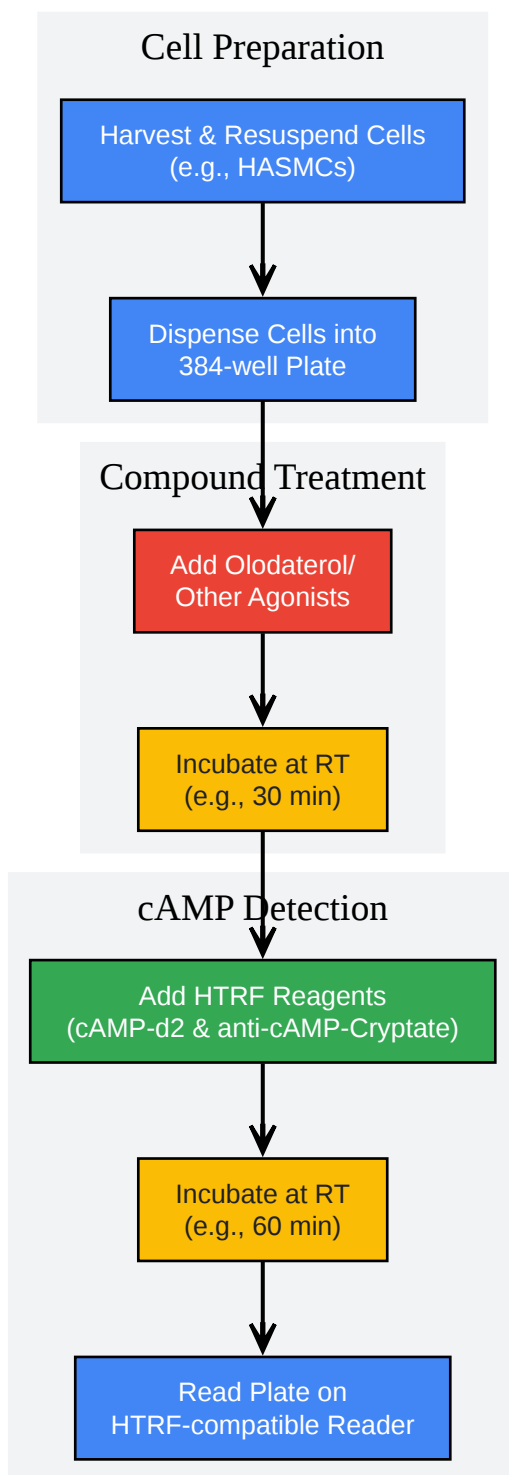 Cell Preparation
Harvest & Resuspend Cells
(e.g., HASMCs)
Dispense Cells into
384-well Plate
Compound Treatment
Add Olodaterol/
Other Agonists
Incubate at RT
(e.g., 30 min)
cAMP Detection
Add HTRF Reagents
(cAMP-d2 & anti-cAMP-Cryptate)
Incubate at RT
(e.g., 60 min)
Read Plate on
HTRF-compatible Reader